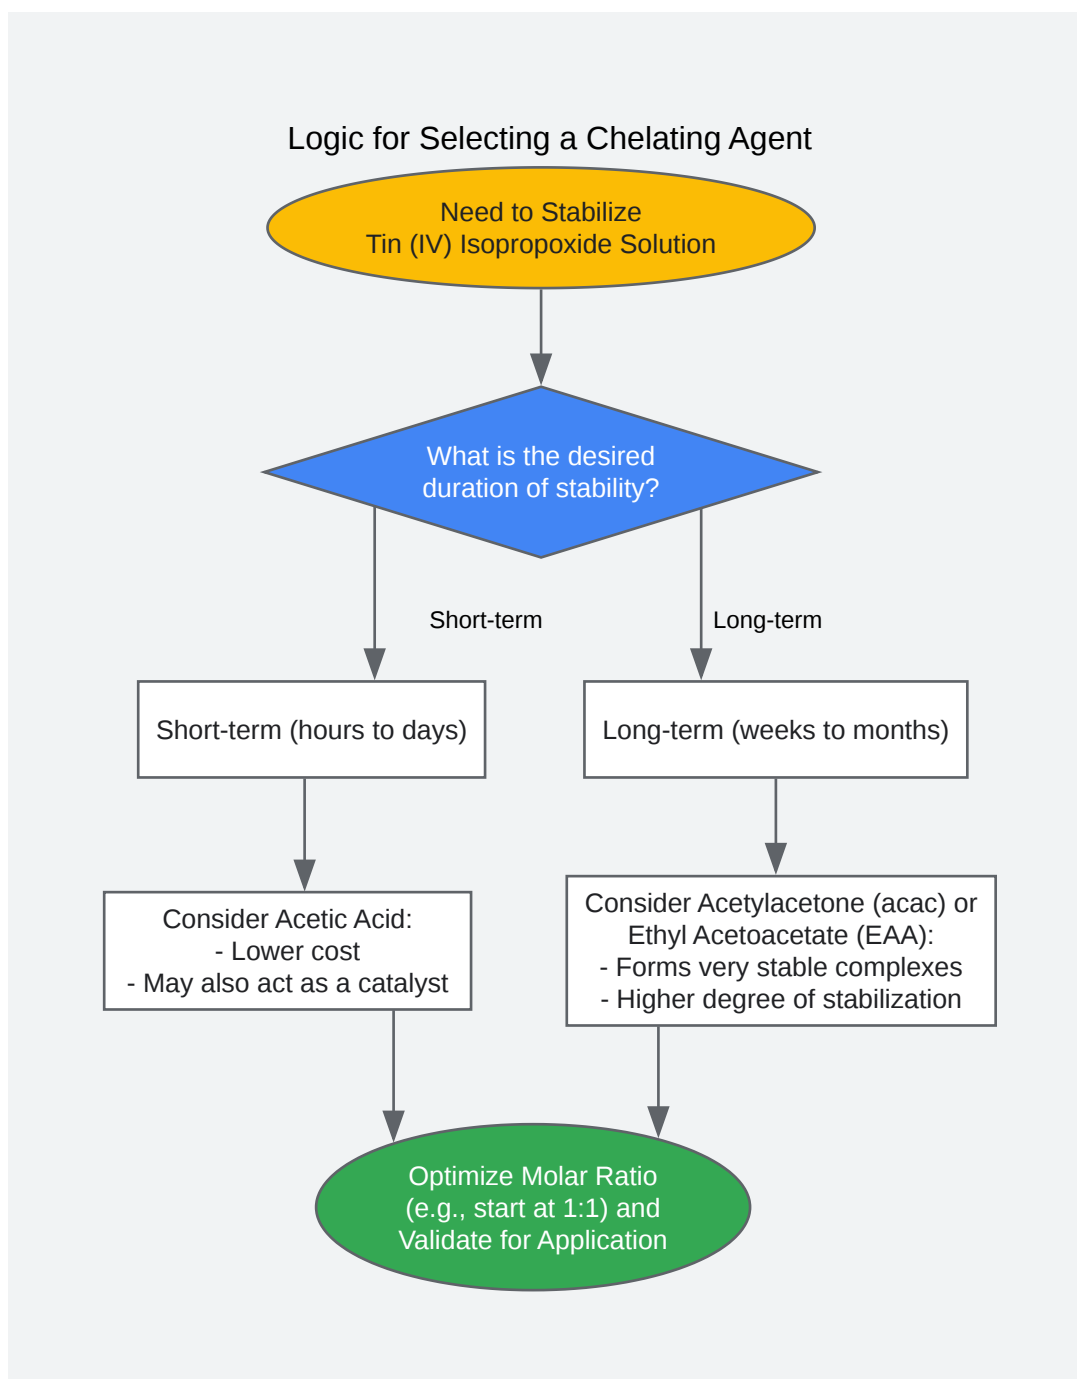 Logic for Selecting a Chelating Agent
Need to Stabilize
Tin (IV) Isopropoxide Solution
What is the desired
duration of stability?
Short-term
Long-term
Short-term (hours to days)
Long-term (weeks to months)
Consider Acetic Acid:
- Lower cost
- May also act as a catalyst
Consider Acetylacetone (acac) or
Ethyl Acetoacetate (EAA):
- Forms very stable complexes
- Higher degree of stabilization
Optimize Molar Ratio
(e.g., start at 1:1) and
Validate for Application